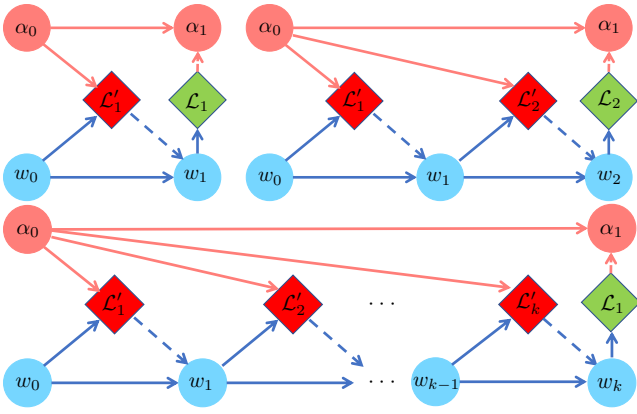 α₀ α₁ α₀ α₁
ℒ′₁ ℒ₁ ℒ′₁ ℒ′₂ ℒ₂
w₀ w₁ w₀ w₁ w₂
α₀ α₁
ℒ′₁ ℒ′₂ ··· ℒ′ₖ ℒ₁
w₀ w₁ ··· wₖ₋₁ wₖ